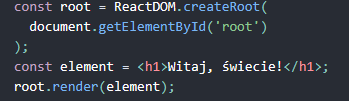 const root = ReactDOM.createRoot(
  document.getElementById('root')
);
const element = <h1>Witaj, świecie!</h1>;
root.render(element);